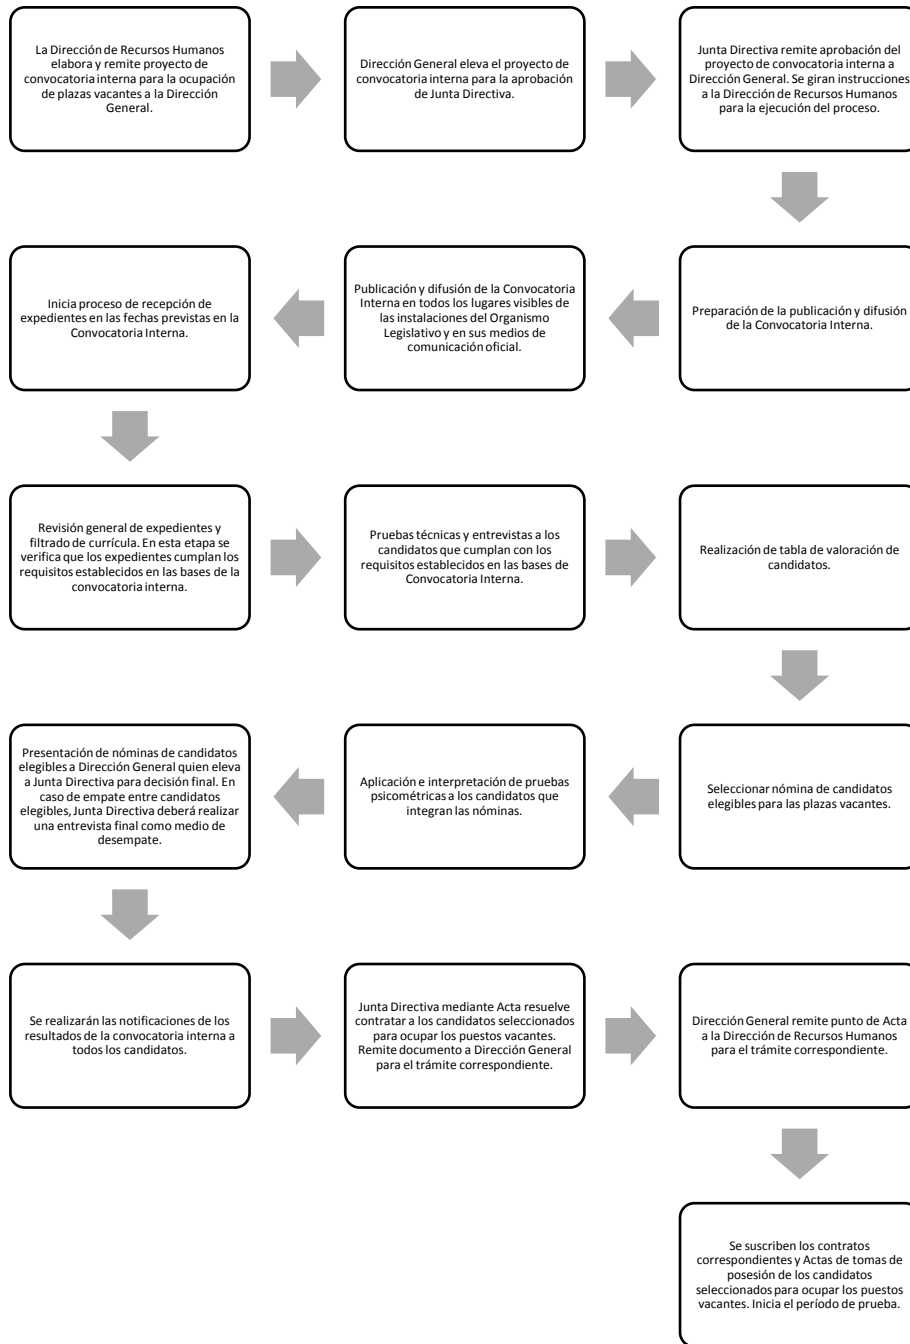 La Dirección de Recursos Humanos
elabora y remite proyecto de
convocatoria interna para la ocupación
de plazas vacantes a la Dirección
General.
Dirección General eleva el proyecto de
convocatoria interna para la aprobación
de Junta Directiva.
Junta Directiva remite aprobación del
proyecto de convocatoria interna a
Dirección General. Se giran instrucciones
a la Dirección de Recursos Humanos
para la ejecución del proceso.
Preparación de la publicación y difusión
de la Convocatoria Interna.
Publicación y difusión de la Convocatoria
Interna en todos los lugares visibles de
las instalaciones del Organismo
Legislativo y en sus medios de
comunicación oficial.
Inicia proceso de recepción de
expedientes en las fechas previstas en la
Convocatoria Interna.
Revisión general de expedientes y
filtrado de currícula. En esta etapa se
verifica que los expedientes cumplan los
requisitos establecidos en las bases de la
convocatoria interna.
Pruebas técnicas y entrevistas a los
candidatos que cumplan con los
requisitos establecidos en las bases de
Convocatoria Interna.
Realización de tabla de valoración de
candidatos.
Seleccionar nómina de candidatos
elegibles para las plazas vacantes.
Aplicación e interpretación de pruebas
psicométricas a los candidatos que
integran las nóminas.
Presentación de nóminas de candidatos
elegibles a Dirección General quien eleva
a Junta Directiva para decisión final. En
caso de empate entre candidatos
elegibles, Junta Directiva deberá realizar
una entrevista final como medio de
desempate.
Se realizarán las notificaciones de los
resultados de la convocatoria interna a
todos los candidatos.
Junta Directiva mediante Acta resuelve
contratar a los candidatos seleccionados
para ocupar los puestos vacantes.
Remite documento a Dirección General
para el trámite correspondiente.
Dirección General remite punto de Acta
a la Dirección de Recursos Humanos
para el trámite correspondiente.
Se suscriben los contratos
correspondientes y Actas de tomas de
posesión de los candidatos
seleccionados para ocupar los puestos
vacantes. Inicia el período de prueba.